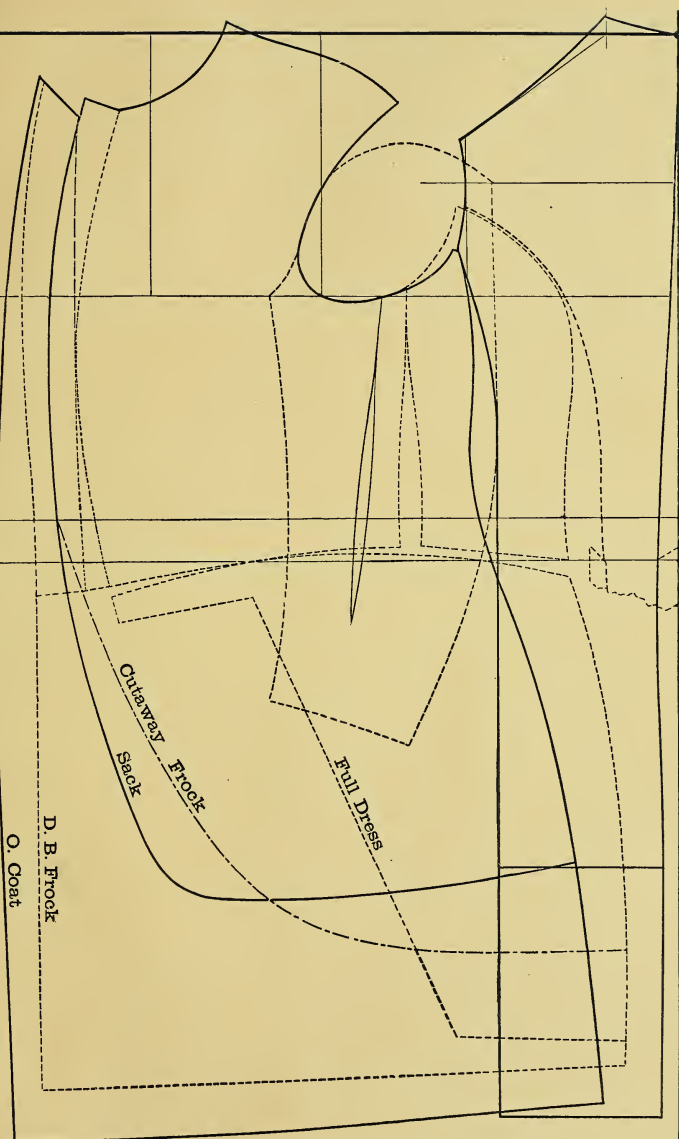 Cutaway Frock
Sack
Full Dress
D. B. Frock
O. Coat